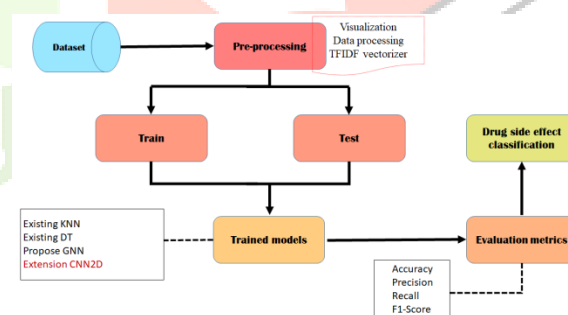 Dataset
Pre-processing
Visualization
Data processing
TFIDF vectorizer
Train
Test
Drug side effect
classification
Existing KNN
Existing DT
Propose GNN
Extension CNN2D
Trained models
Evaluation metrics
Accuracy
Precision
Recall
F1-Score